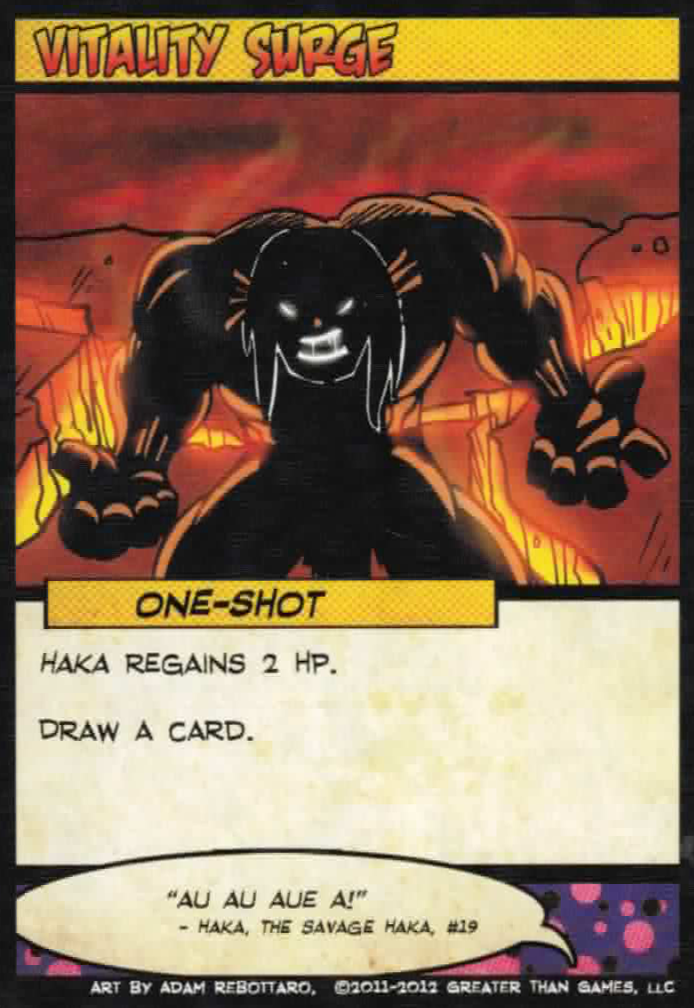 VITALITY SURGE
ONE-SHOT
HAKA REGAINS 2 HP.
DRAW A CARD.
"AU AU AUE A!"
- HAKA, THE SAVAGE HAKA, #19
ART BY ADAM REBOTTARO, ©2011-2012 GREATER THAN GAMES, LLC